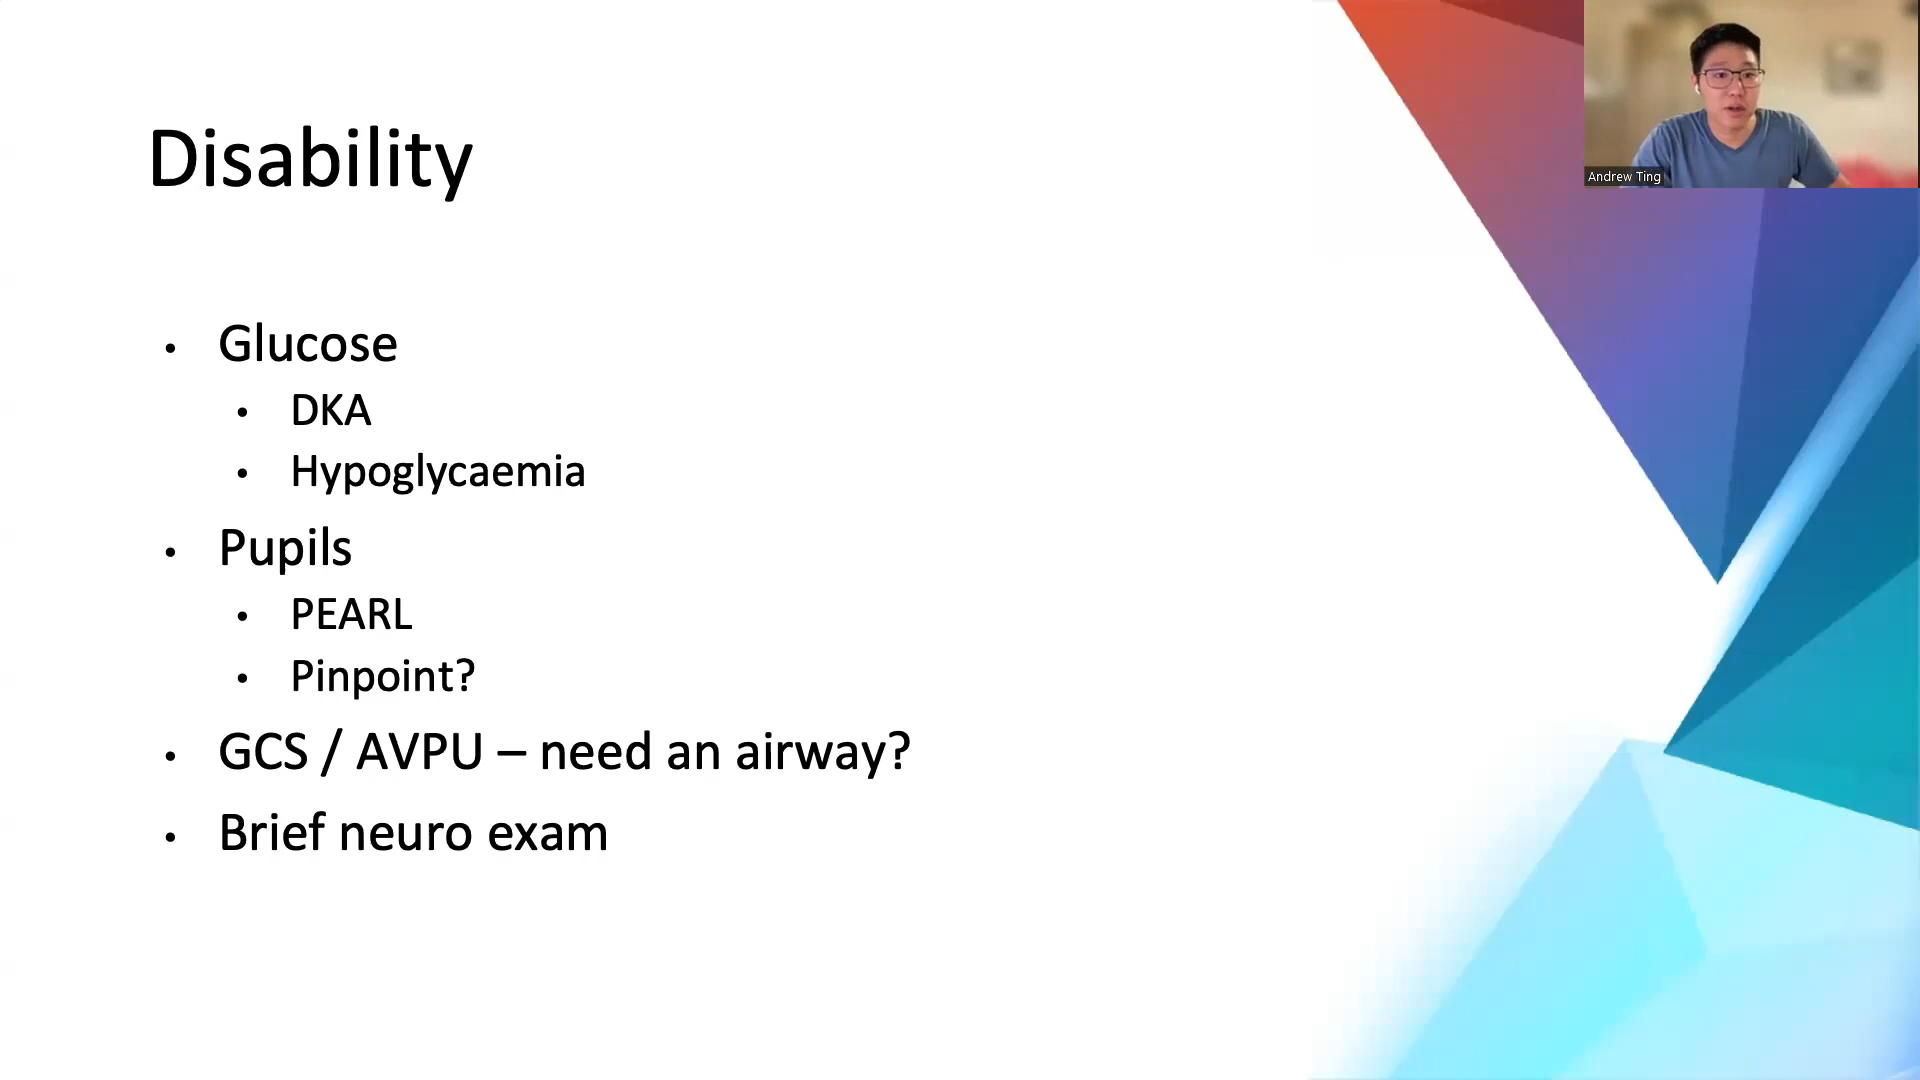 Disability
• Glucose
• DKA
• Hypoglycaemia
• Pupils
• PEARL
• Pinpoint?
• GCS / AVPU – need an airway?
• Brief neuro exam
Andrew Ting